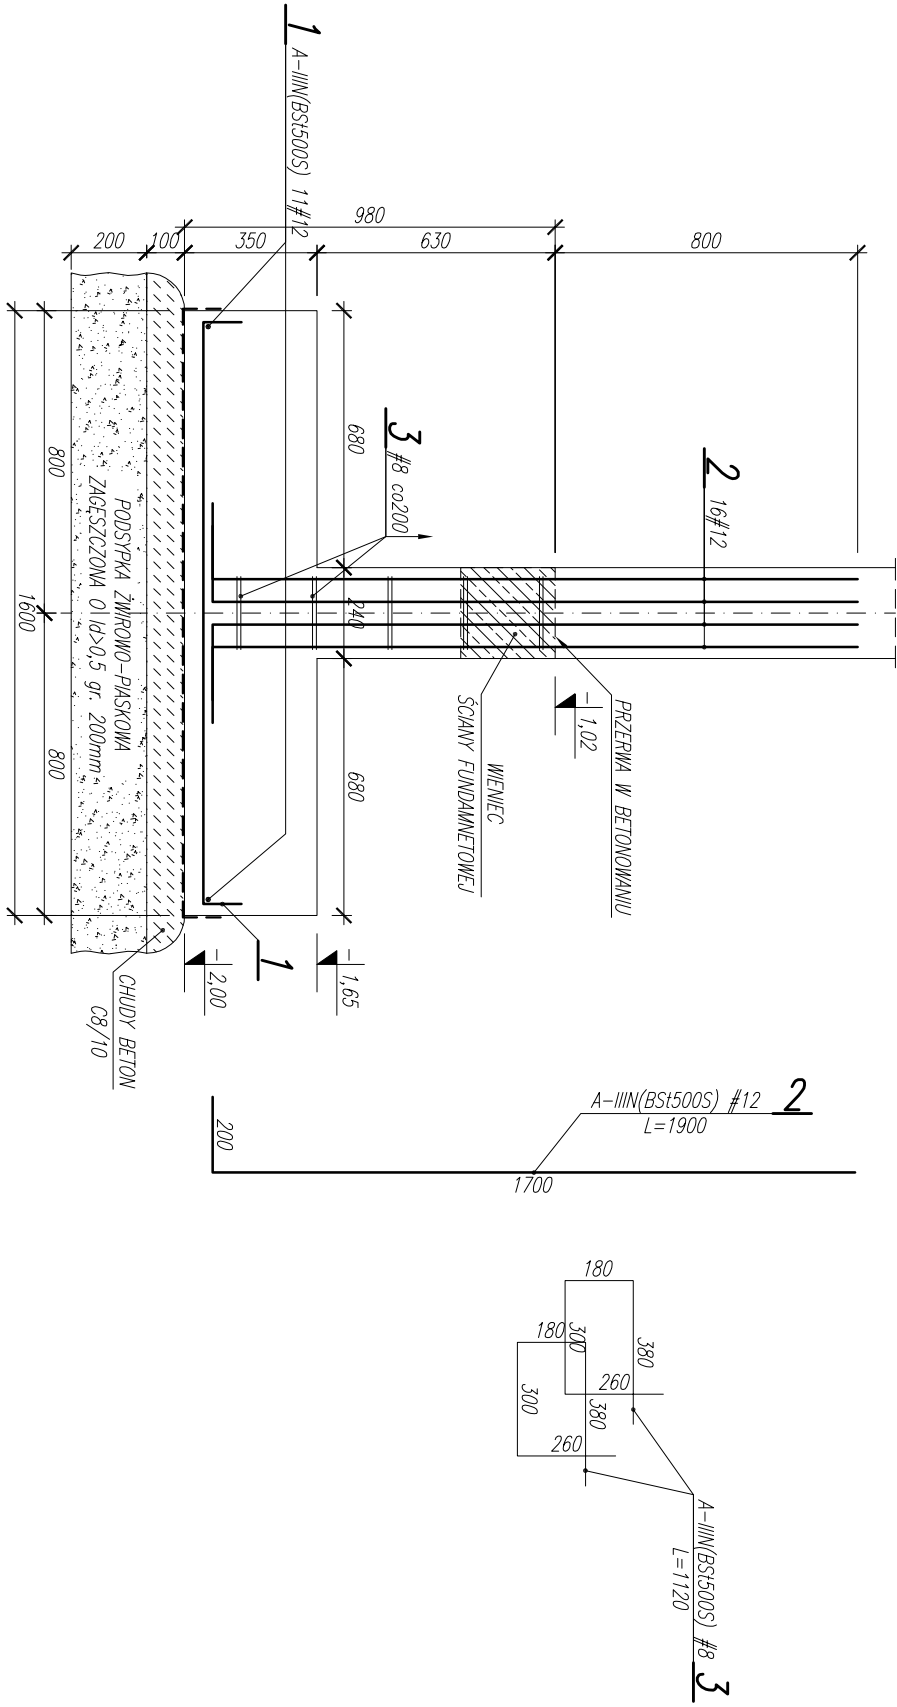 1
A-IIIN(BSt500S) 11#12
980
200
100
350
630
800
680
240
680
3
#8 co200
2
16#12
PRZERWA W BETONOWANIU
- 1,02
WIENIEC
ŚCIANY FUNDAMNETOWEJ
PODSYPKA ŻWIROWO-PIASKOWA
ZAGĘSZCZONA O Id>0,5 gr. 200mm
800
800
1600
1
- 1,65
- 2,00
CHUDY BETON
C8/10
A-IIIN(BSt500S) #12
2
L=1900
200
1700
180
380
300
260
180
380
300
260
A-IIIN(BSt500S) #8
3
L=1120